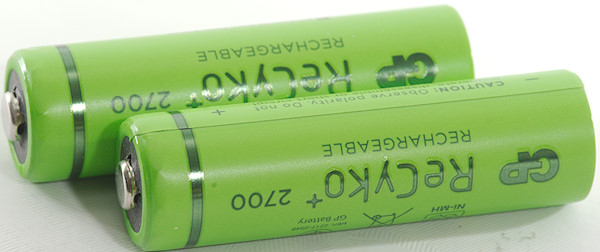 RECHARGEABLE
GP ReCyko+ 2700
CAUTION: Observe polarity. Do not
RECHARGEABLE
GP ReCyko+ 2700
Ni-MH
GP Battery